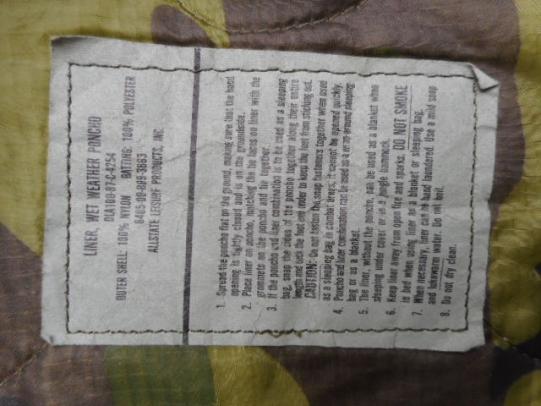 LINER, WET WEATHER PONCHO
DLA100-87-C-4254
OUTER SHELL: 100% NYLON BATTING: 100% POLYESTER
8405-00-889-3683
ALLSTATE LEISURE PRODUCTS, INC.
1. Spread the poncho flat on the ground, making sure that the hood
opening is tightly closed and is on the groundside.
2. Place liner on poncho, matching the tie tacks on liner with the
grommets on the poncho and tie together.
3. If the poncho and liner construction is to be used as a sleeping
bag, snap the sides of the poncho together along their entire
length and lace the foot end order to keep the feet from sticking out.
CAUTION: Do not fasten the snap fasteners together when used
as a sleeping bag in combat areas; it cannot be opened quickly.
4. Poncho and liner combination can be used as a on ground sleeping
bag or as a blanket.
5. The liner, without the poncho, can be used as a blanket when
sleeping under cover or in a jungle hammock.
6. Keep liner away from open fire and sparks. DO NOT SMOKE
in bed when using liner as a blanket or sleeping bag.
7. When necessary, liner can be hand laundered. Use a mild soap
and lukewarm water. Do not boil.
8. Do not dry clean.